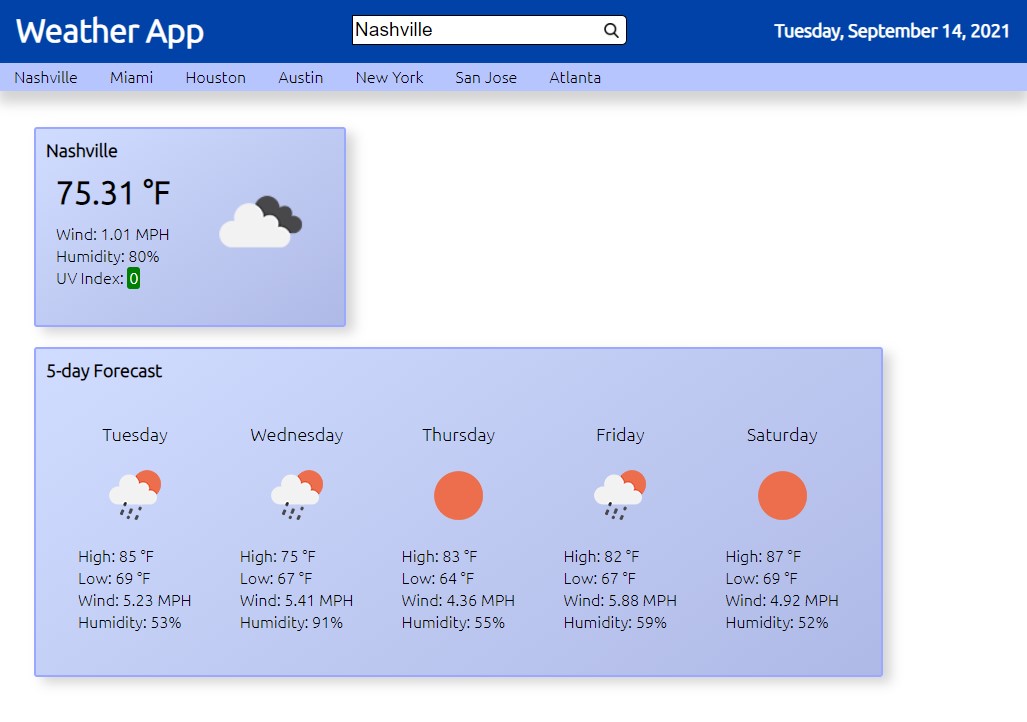 Weather App
Nashville
Tuesday, September 14, 2021
Nashville Miami Houston Austin New York San Jose Atlanta
Nashville
75.31 °F
Wind: 1.01 MPH
Humidity: 80%
UV Index: 0
5-day Forecast
Tuesday
High: 85 °F
Low: 69 °F
Wind: 5.23 MPH
Humidity: 53%
Wednesday
High: 75 °F
Low: 67 °F
Wind: 5.41 MPH
Humidity: 91%
Thursday
High: 83 °F
Low: 64 °F
Wind: 4.36 MPH
Humidity: 55%
Friday
High: 82 °F
Low: 67 °F
Wind: 5.88 MPH
Humidity: 59%
Saturday
High: 87 °F
Low: 69 °F
Wind: 4.92 MPH
Humidity: 52%